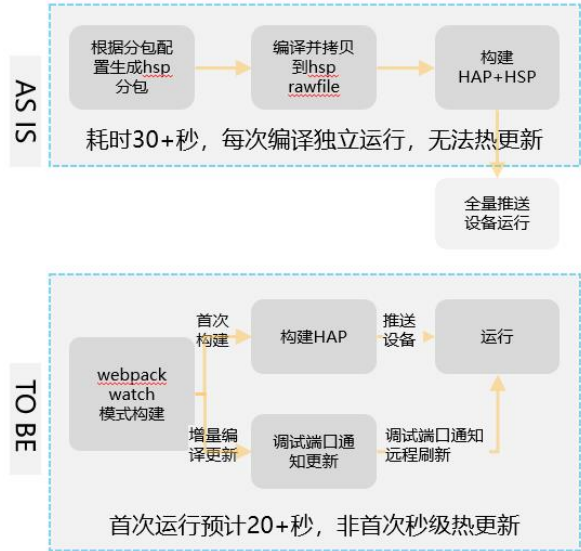 AS IS
根据分包配
置生成hsp
分包
编译并拷贝
到hsp
rawfile
构建
HAP+HSP
耗时30+秒，每次编译独立运行，无法热更新
全量推送
设备运行
TO BE
webpack
watch
模式构建
首次
构建
构建HAP
推送
设备
运行
增量编
译更新
调试端口通
知更新
调试端口通知
远程刷新
首次运行预计20+秒，非首次秒级热更新